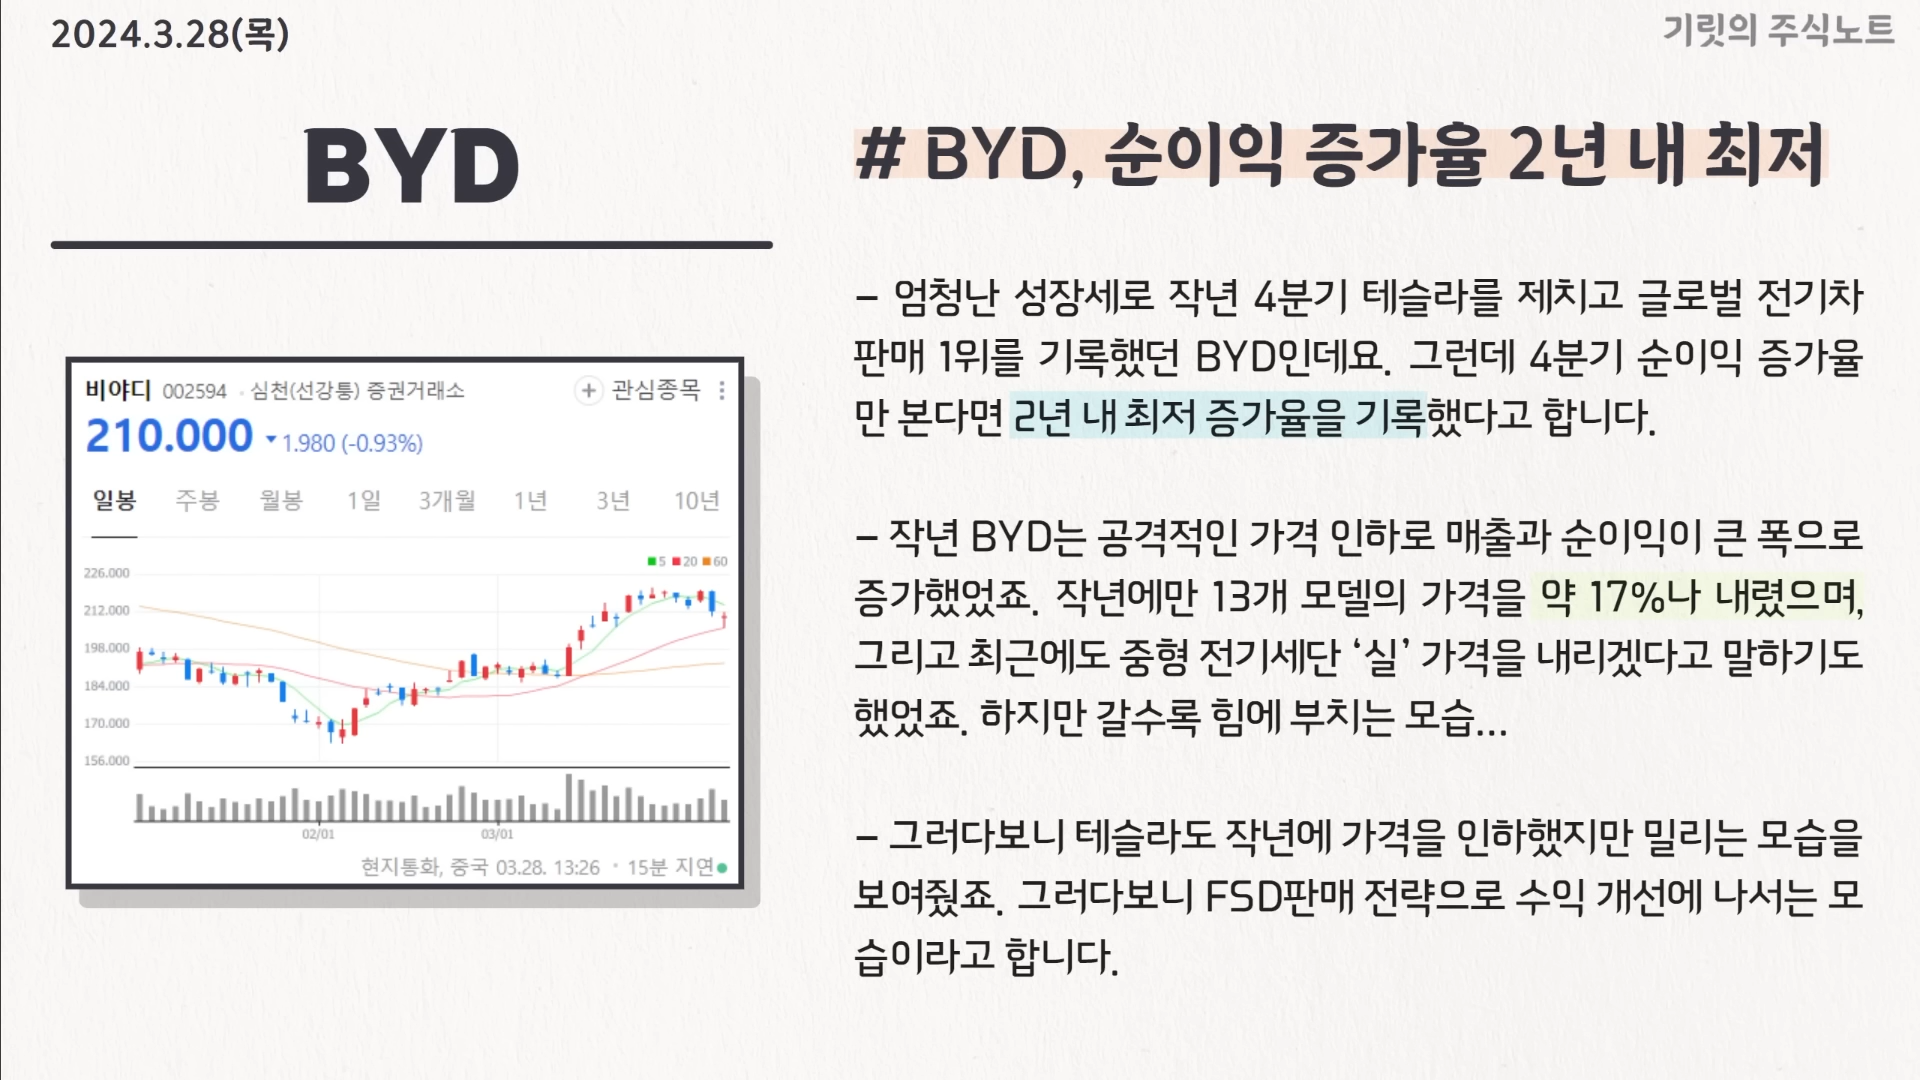 2024.3.28(목)
기릿의 주식노트
BYD
비야디 002594 · 심천(선강통) 증권거래소
+ 관심종목
210.000 ▼ 1.980 (-0.93%)
일봉 주봉 월봉 1일 3개월 1년 3년 10년
5 20 60
226.000
212.000
198.000
184.000
170.000
156.000
02/01 03/01
현지통화, 중국 03.28. 13:26 · 15분 지연
# BYD, 순이익 증가율 2년 내 최저
– 엄청난 성장세로 작년 4분기 테슬라를 제치고 글로벌 전기차
판매 1위를 기록했던 BYD인데요. 그런데 4분기 순이익 증가율
만 본다면 2년 내 최저 증가율을 기록했다고 합니다.
– 작년 BYD는 공격적인 가격 인하로 매출과 순이익이 큰 폭으로
증가했었죠. 작년에만 13개 모델의 가격을 약 17%나 내렸으며,
그리고 최근에도 중형 전기세단 ‘실’ 가격을 내리겠다고 말하기도
했었죠. 하지만 갈수록 힘에 부치는 모습...
– 그러다보니 테슬라도 작년에 가격을 인하했지만 밀리는 모습을
보여줬죠. 그러다보니 FSD판매 전략으로 수익 개선에 나서는 모
습이라고 합니다.